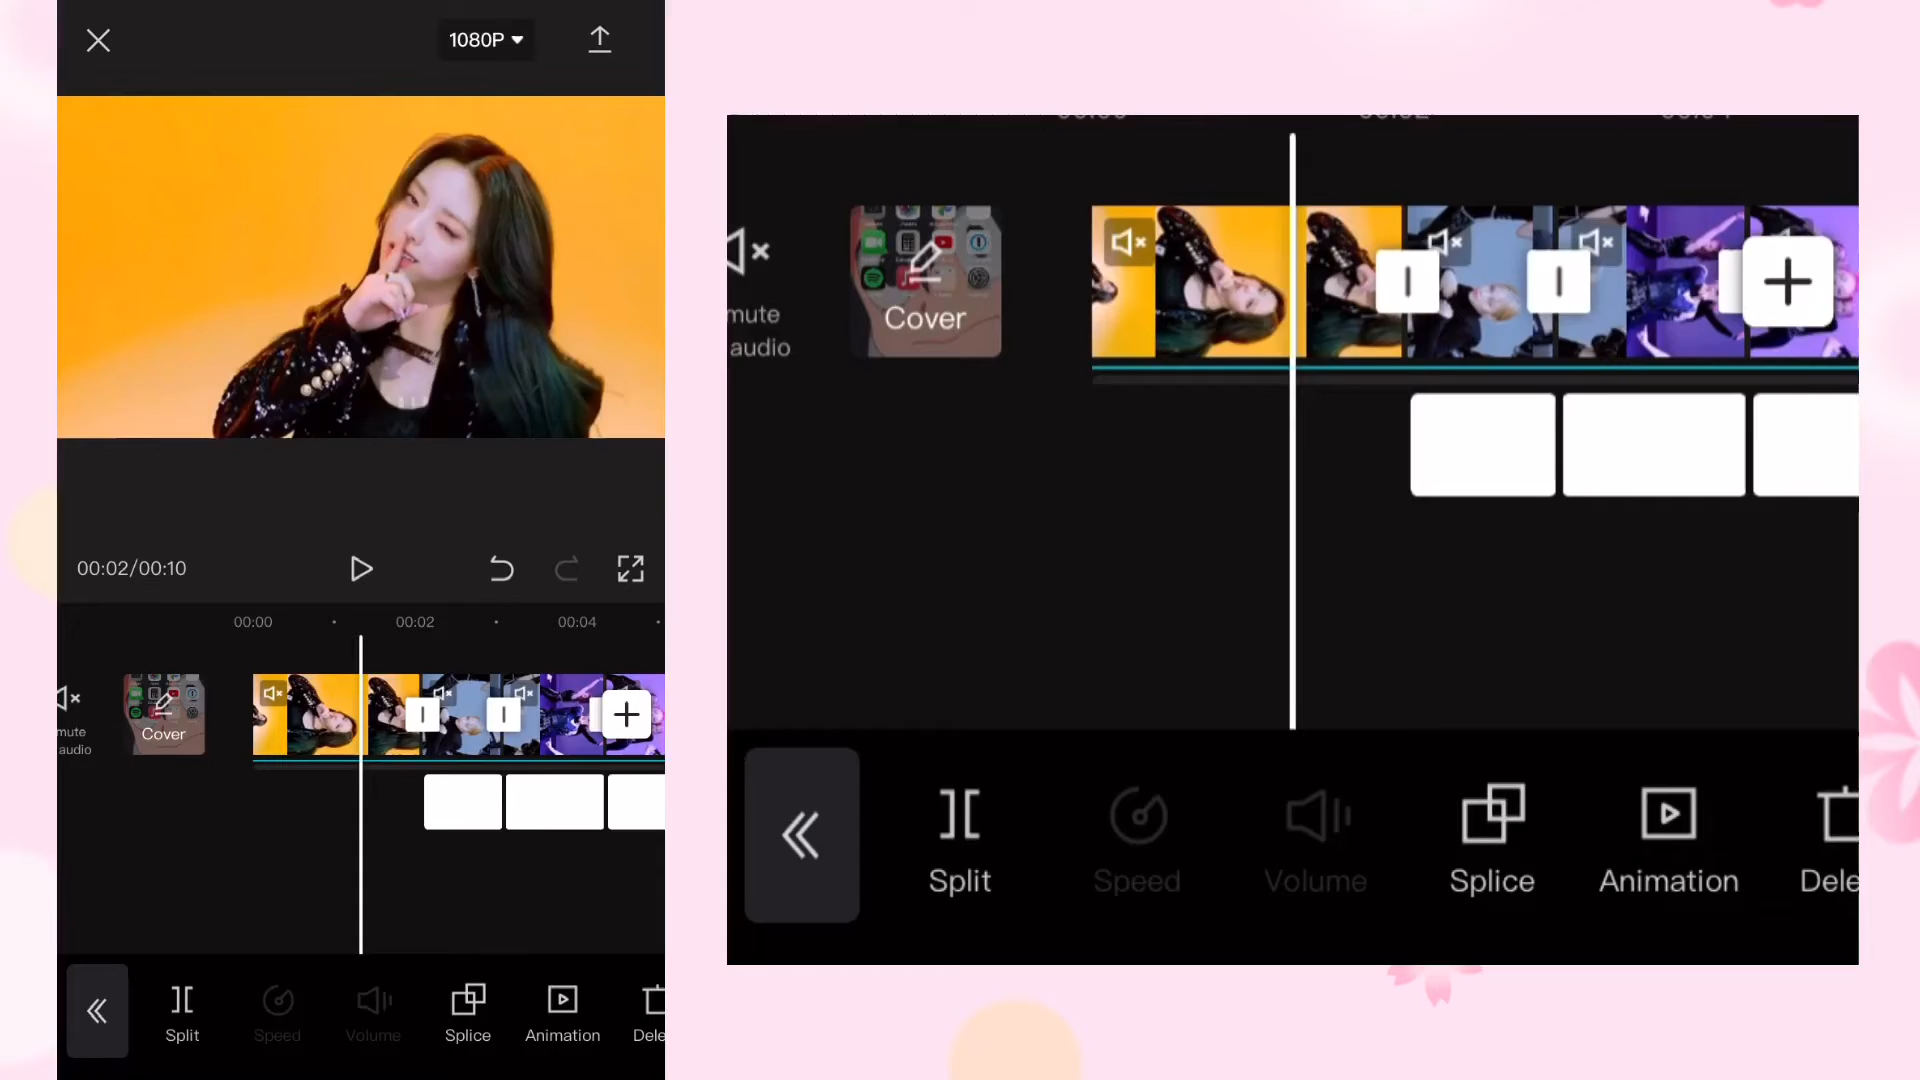 1080P
00:02/00:10
00:00
00:02
00:04
mute
audio
Cover
Split
Speed
Volume
Splice
Animation
Dele
mute
audio
Cover
Split
Speed
Volume
Splice
Animation
Dele